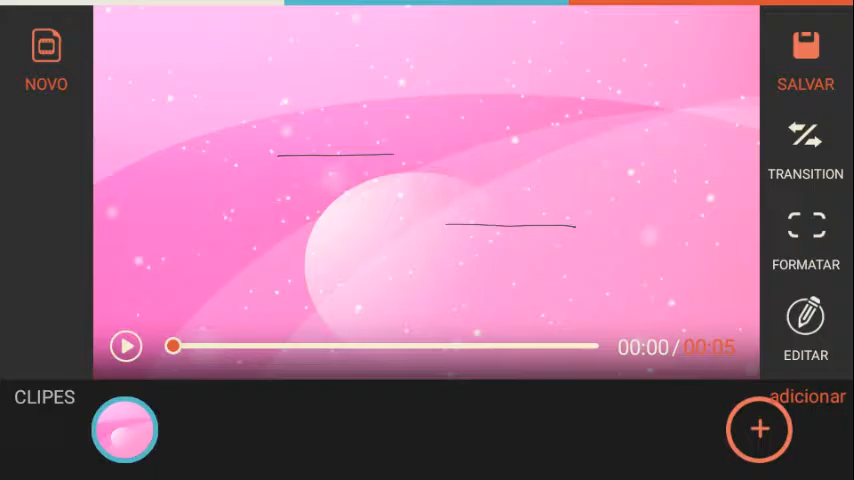 NOVO
SALVAR
TRANSITION
FORMATAR
00:00/00:05
EDITAR
CLIPES
adicionar